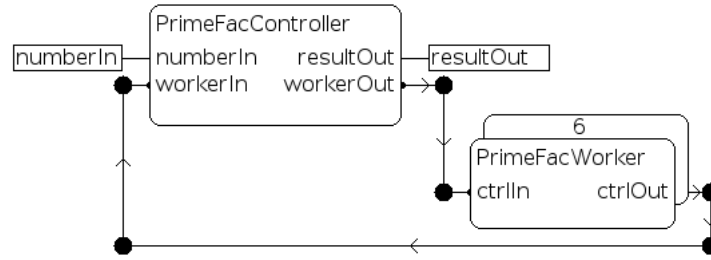 PrimeFacController
numberIn numberIn resultOut resultOut
workerIn workerOut
6
PrimeFacWorker
ctrlIn ctrlOut